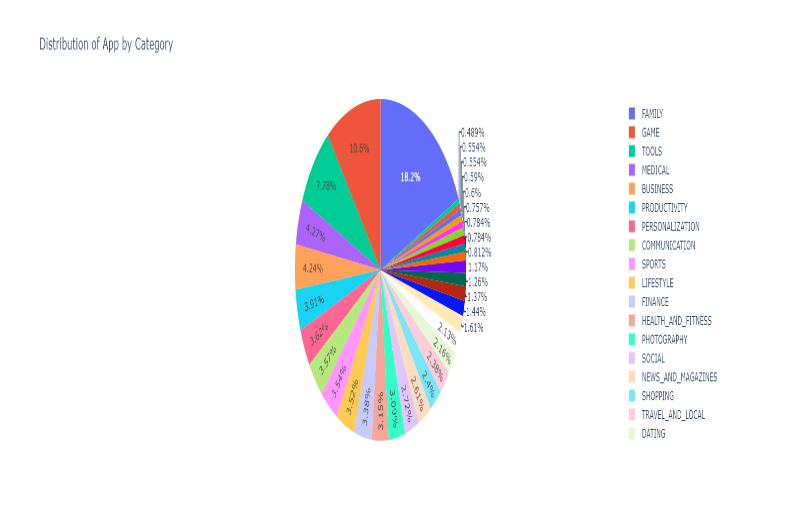 Distribution of App by Category
18.2%
10.6%
7.78%
4.27%
4.24%
3.91%
3.62%
3.57%
3.54%
3.52%
3.38%
3.15%
3.09%
2.72%
2.61%
2.4%
2.38%
2.16%
2.13%
0.489%
0.554%
0.554%
0.59%
0.6%
0.757%
0.784%
0.784%
0.812%
1.17%
1.26%
1.37%
1.44%
1.61%
FAMILY
GAME
TOOLS
MEDICAL
BUSINESS
PRODUCTIVITY
PERSONALIZATION
COMMUNICATION
SPORTS
LIFESTYLE
FINANCE
HEALTH_AND_FITNESS
PHOTOGRAPHY
SOCIAL
NEWS_AND_MAGAZINES
SHOPPING
TRAVEL_AND_LOCAL
DATING